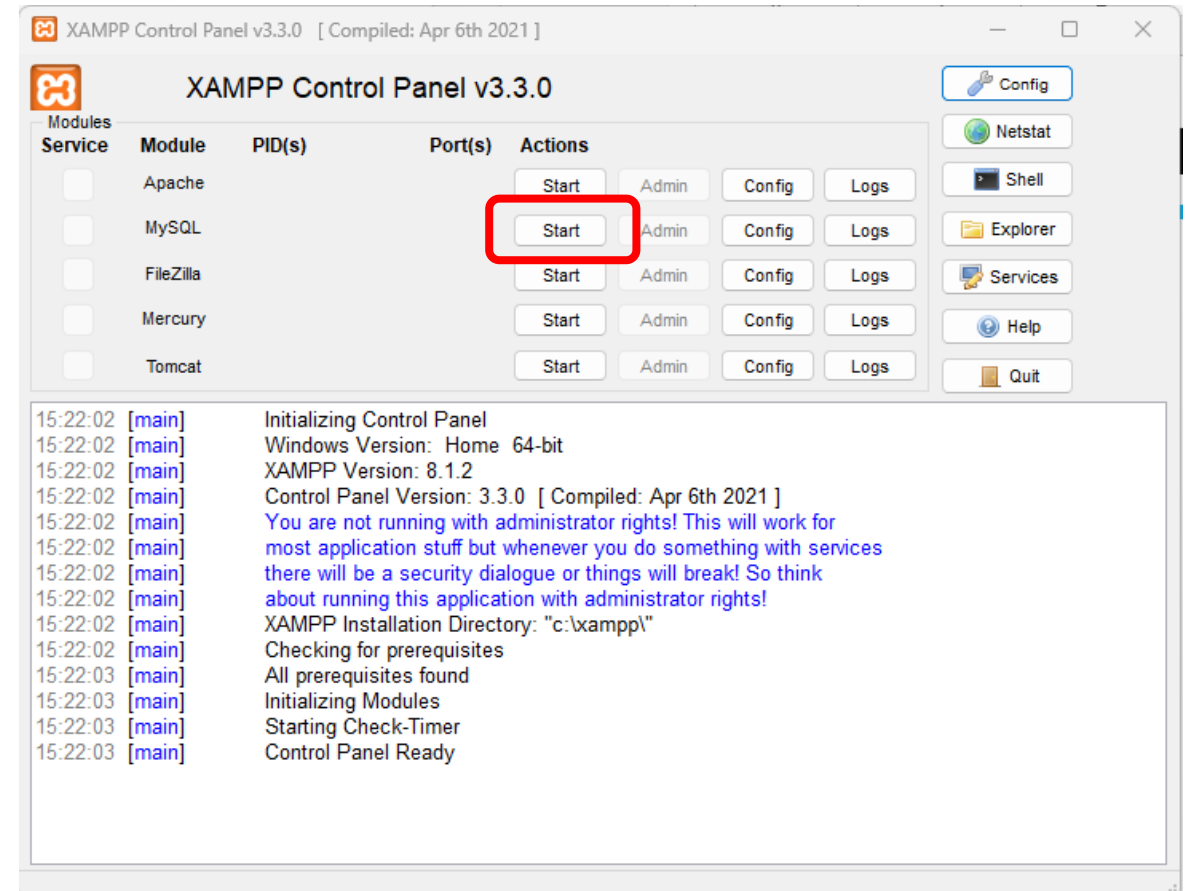 XAMPP Control Panel v3.3.0 [ Compiled: Apr 6th 2021 ]
XAMPP Control Panel v3.3.0
Config
Modules
Netstat
Service Module PID(s) Port(s) Actions
Apache Start Admin Config Logs
Shell
MySQL Start Admin Config Logs
Explorer
FileZilla Start Admin Config Logs
Services
Mercury Start Admin Config Logs
Help
Tomcat Start Admin Config Logs
Quit
15:22:02 [main] Initializing Control Panel
15:22:02 [main] Windows Version: Home 64-bit
15:22:02 [main] XAMPP Version: 8.1.2
15:22:02 [main] Control Panel Version: 3.3.0 [ Compiled: Apr 6th 2021 ]
15:22:02 [main] You are not running with administrator rights! This will work for
15:22:02 [main] most application stuff but whenever you do something with services
15:22:02 [main] there will be a security dialogue or things will break! So think
15:22:02 [main] about running this application with administrator rights!
15:22:02 [main] XAMPP Installation Directory: "c:\xampp\"
15:22:02 [main] Checking for prerequisites
15:22:03 [main] All prerequisites found
15:22:03 [main] Initializing Modules
15:22:03 [main] Starting Check-Timer
15:22:03 [main] Control Panel Ready